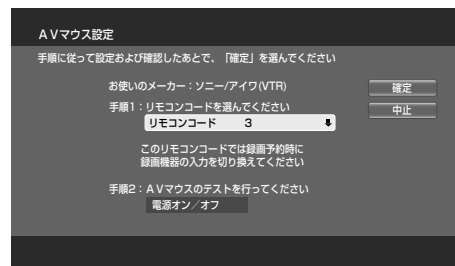 AVマウス設定
手順に従って設定および確認したあとで、「確定」を選んでください
お使いのメーカー：ソニー/アイワ(VTR)
確定
手順1：リモコンコードを選んでください
中止
リモコンコード 3
このリモコンコードでは録画予約時に
録画機器の入力を切り換えてください
手順2：AVマウスのテストを行ってください
電源オン／オフ